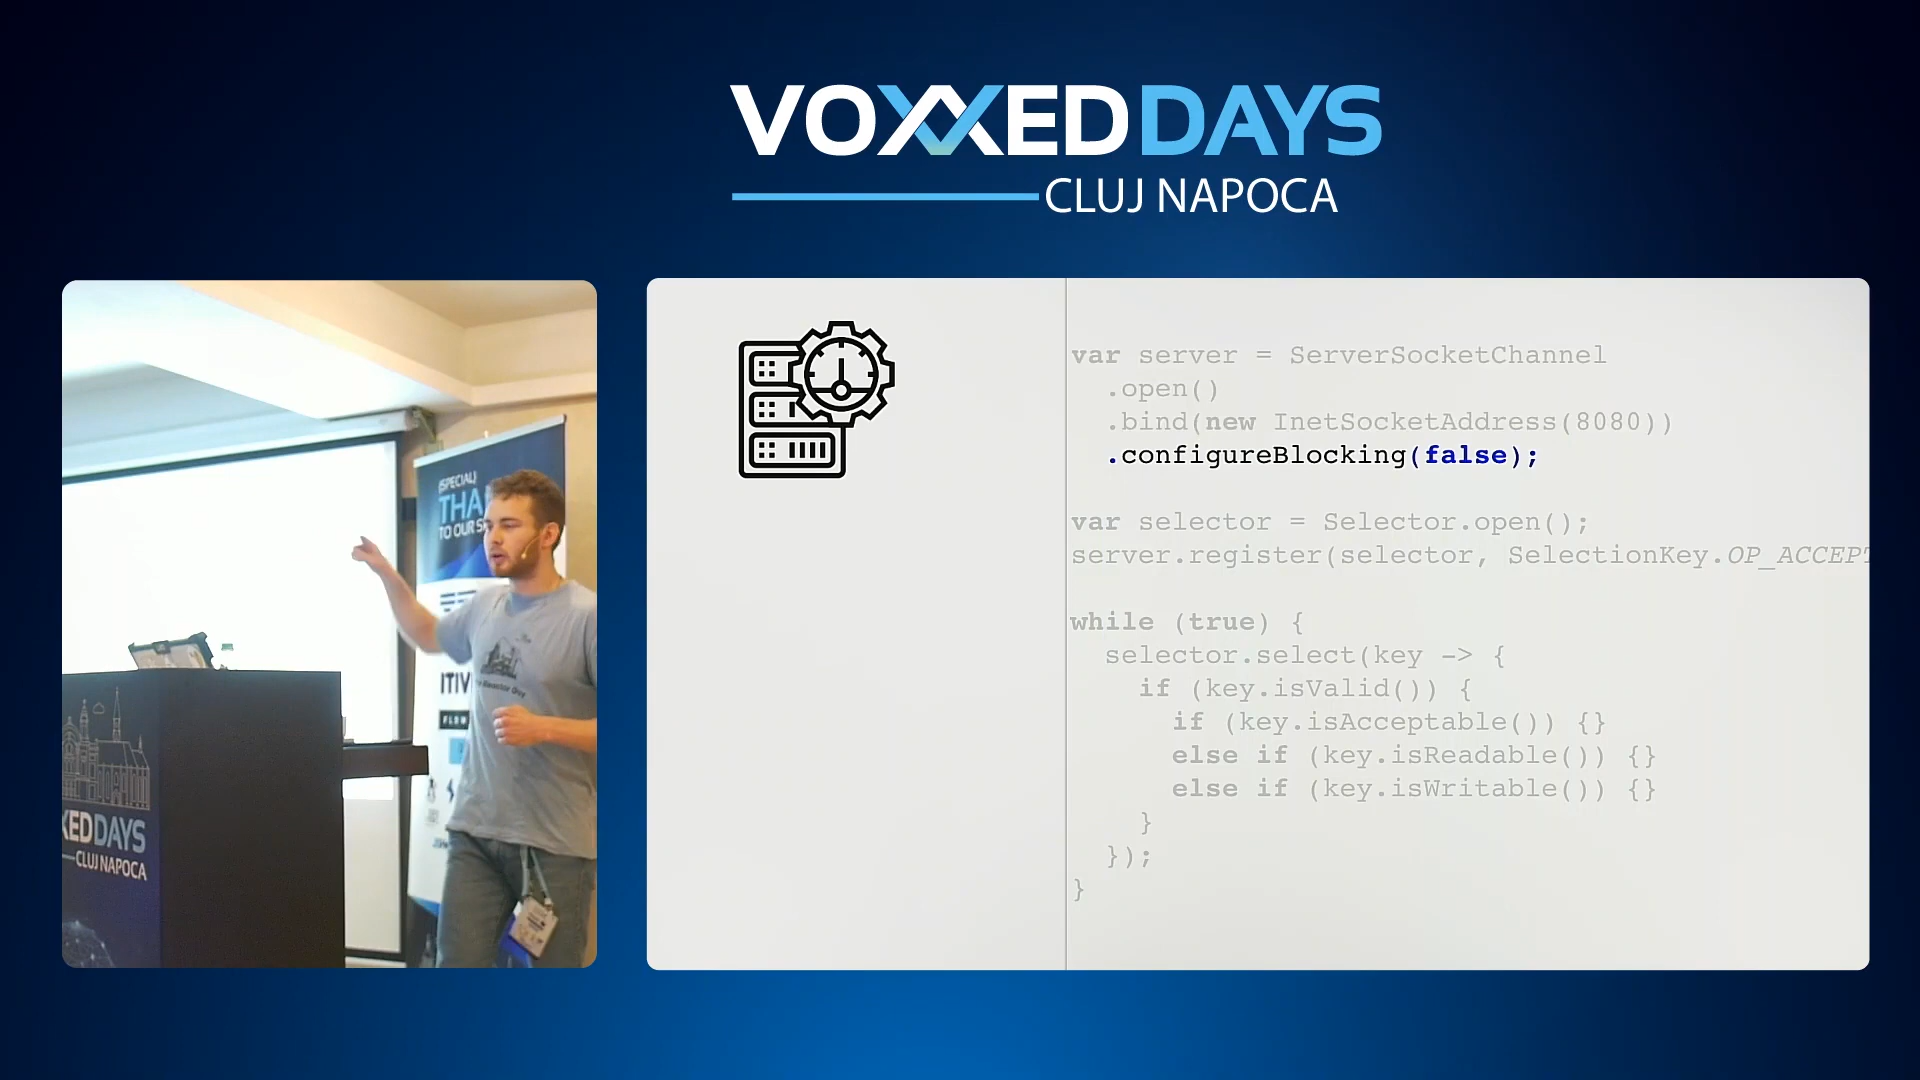 VOXXEDDAYS
CLUJ NAPOCA
(SPECIAL)
THA
TO OUR S
ITIV
XEDDAYS
CLUJ NAPOCA
var server = ServerSocketChannel
.open()
.bind(new InetSocketAddress(8080))
.configureBlocking(false);
var selector = Selector.open();
server.register(selector, SelectionKey.OP_ACCEPT
while (true) {
selector.select(key -> {
if (key.isValid()) {
if (key.isAcceptable()) {}
else if (key.isReadable()) {}
else if (key.isWritable()) {}
}
});
}